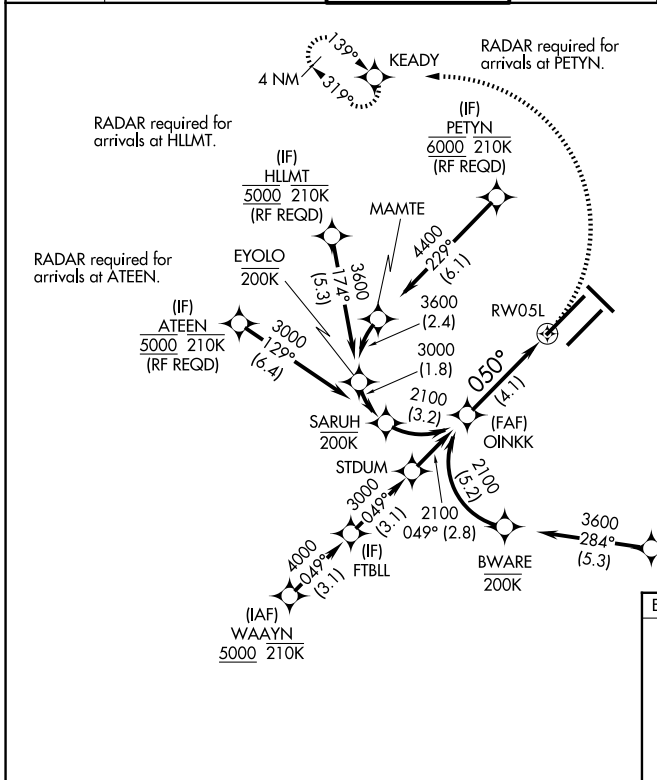 139°
KEADY
4 NM
319°
RADAR required for
arrivals at PETYN.
RADAR required for
arrivals at HLLMT.
(IF)
PETYN
6000 210K
(RF REQD)
(IF)
HLLMT
5000 210K
(RF REQD)
MAMTE
4400
229°
(6.1)
EYOLO
200K
3600
174°
(5.3)
RADAR required for
arrivals at ATEEN.
(IF)
ATEEN
5000 210K
(RF REQD)
3000
129°
(6.4)
3600
(2.4)
3000
(1.8)
RW05L
050°
(4.1)
2100
(3.2)
(FAF)
OINKK
SARUH
200K
STDUM
2100
(5.2)
3000
049°
(3.1)
2100
049° (2.8)
(IF)
FTBLL
BWARE
200K
3600
284°
(5.3)
4000
049°
(3.1)
(IAF)
WAAYN
5000 210K
E